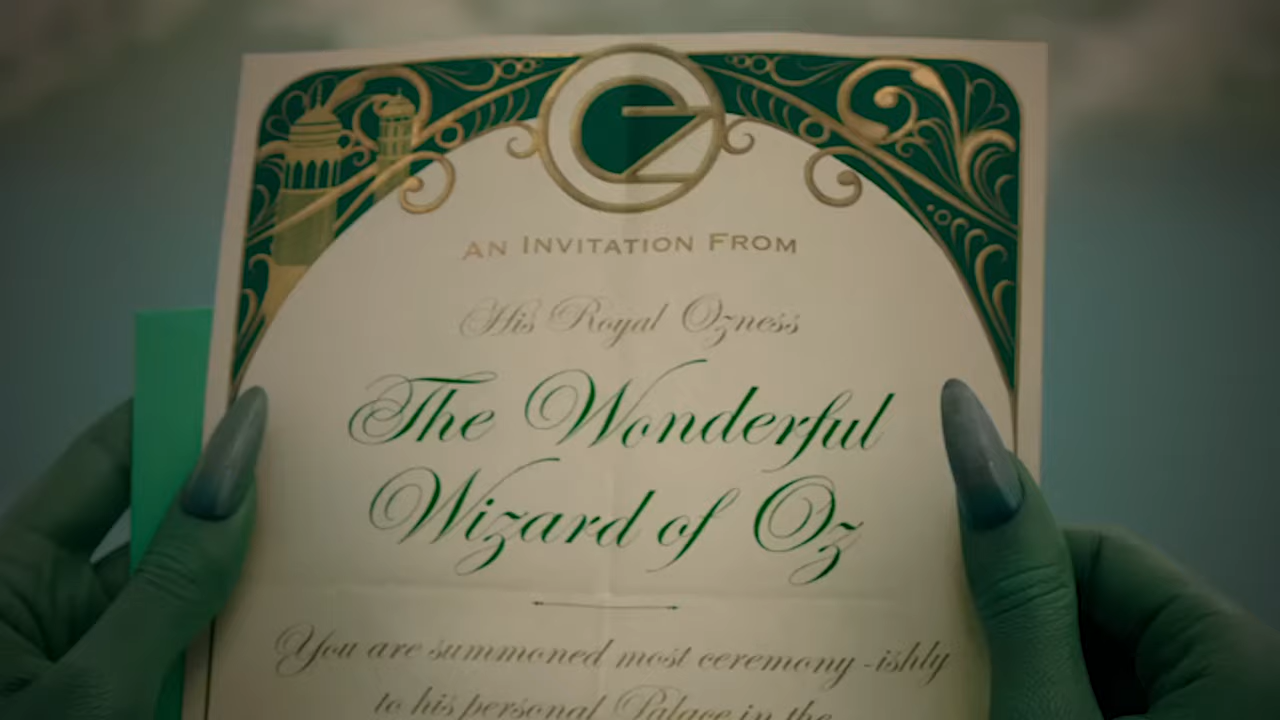 OZ
AN INVITATION FROM
His Royal Ozness
The Wonderful
Wizard of Oz
You are summoned most ceremony-ishly
to his personal Palace in the